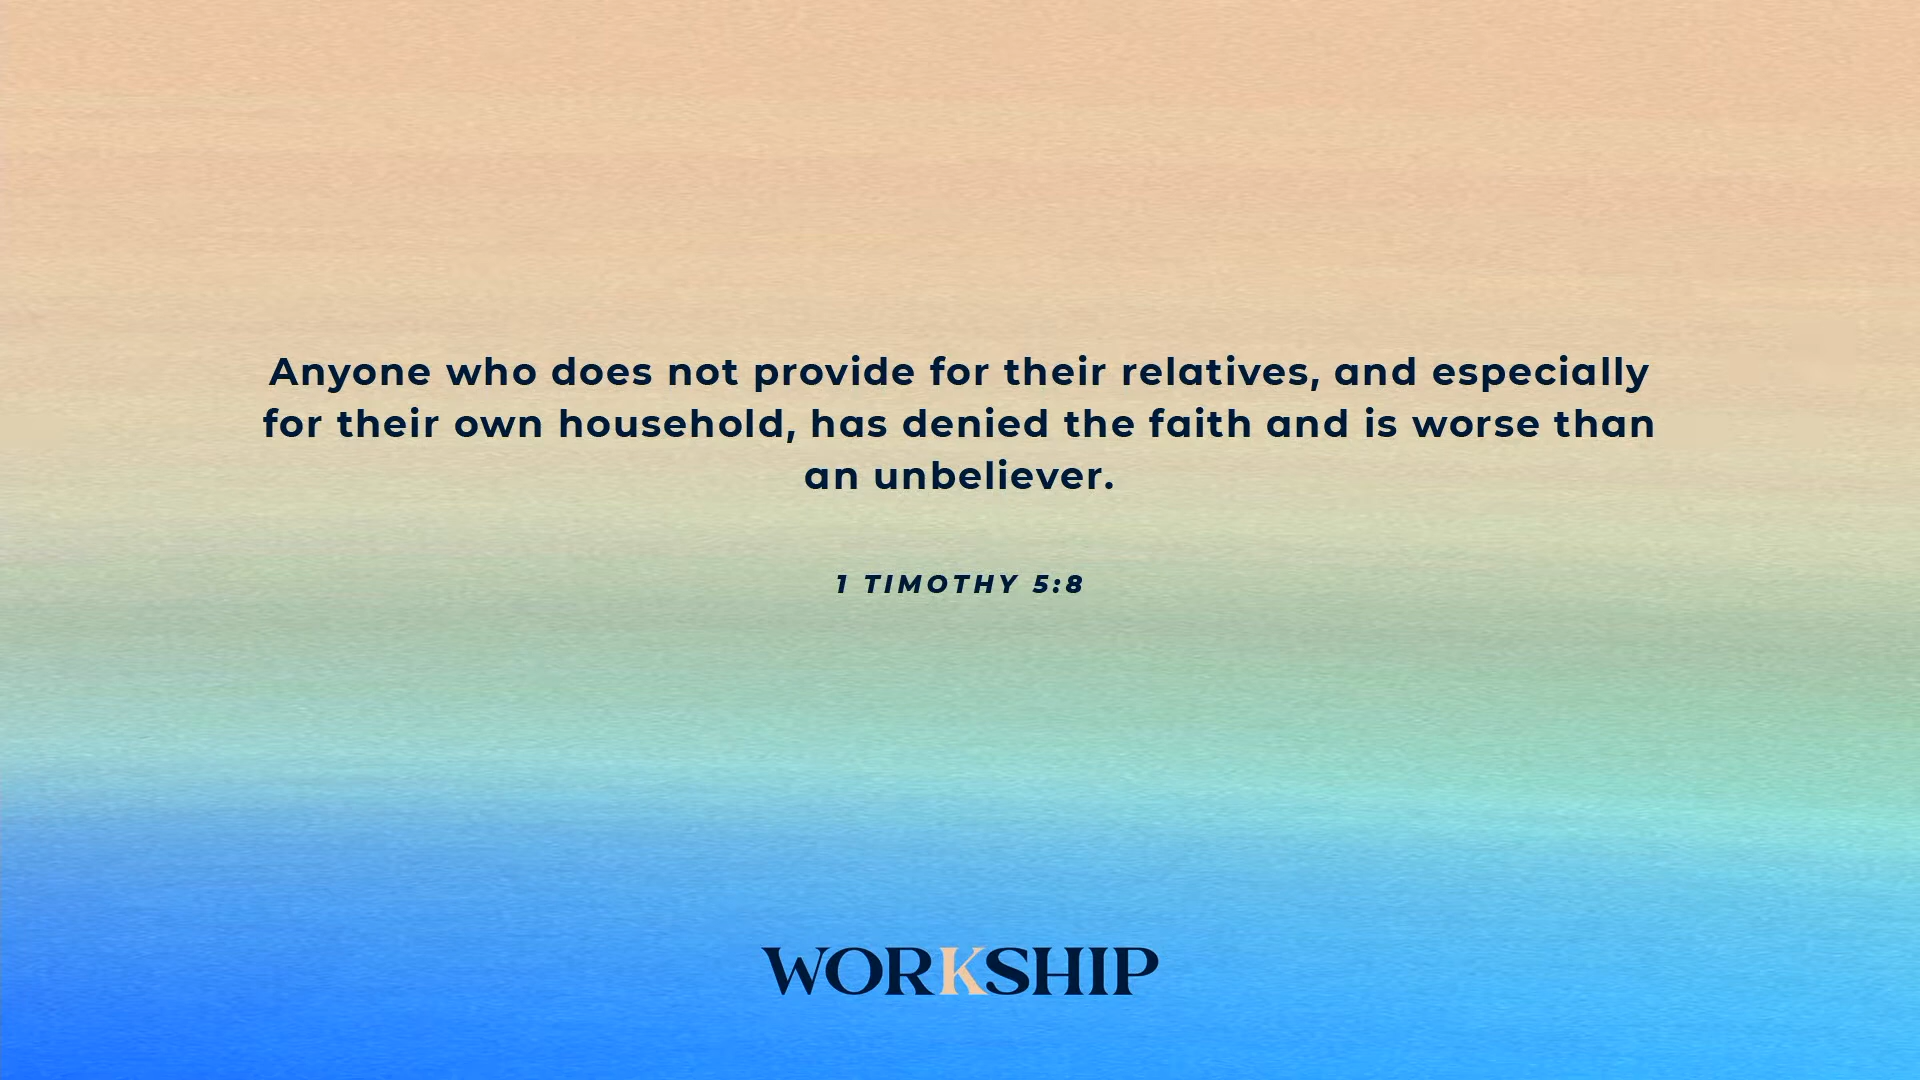 Anyone who does not provide for their relatives, and especially
for their own household, has denied the faith and is worse than
an unbeliever.
1 TIMOTHY 5:8
WORKSHIP